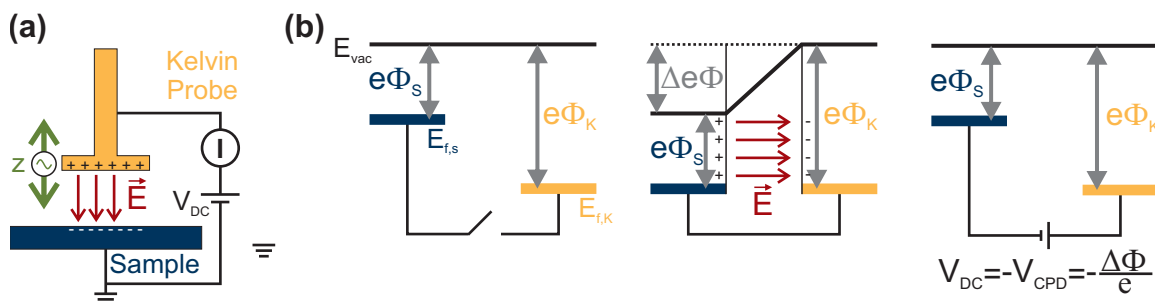 (a)
Kelvin
Probe
I
z
+ + + + + +
E
V_DC
- - - - - -
Sample
(b)
E_vac
eΦ_S
eΦ_K
E_f,s
E_f,K
ΔeΦ
eΦ_S
+ -
+ -
+ -
+ -
E
eΦ_K
eΦ_S
eΦ_K
V_DC=-V_CPD=-ΔΦ/e